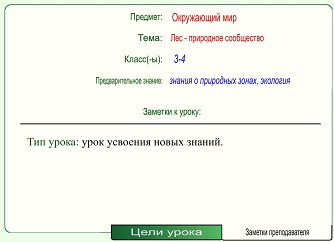 Предмет: Окружающий мир
Тема: Лес - природное сообщество
Класс(-ы): 3-4
Предварительное знание: знания о природных зонах, экология
Заметки к уроку:
Тип урока: урок усвоения новых знаний.
Цели урока Заметки преподавателя